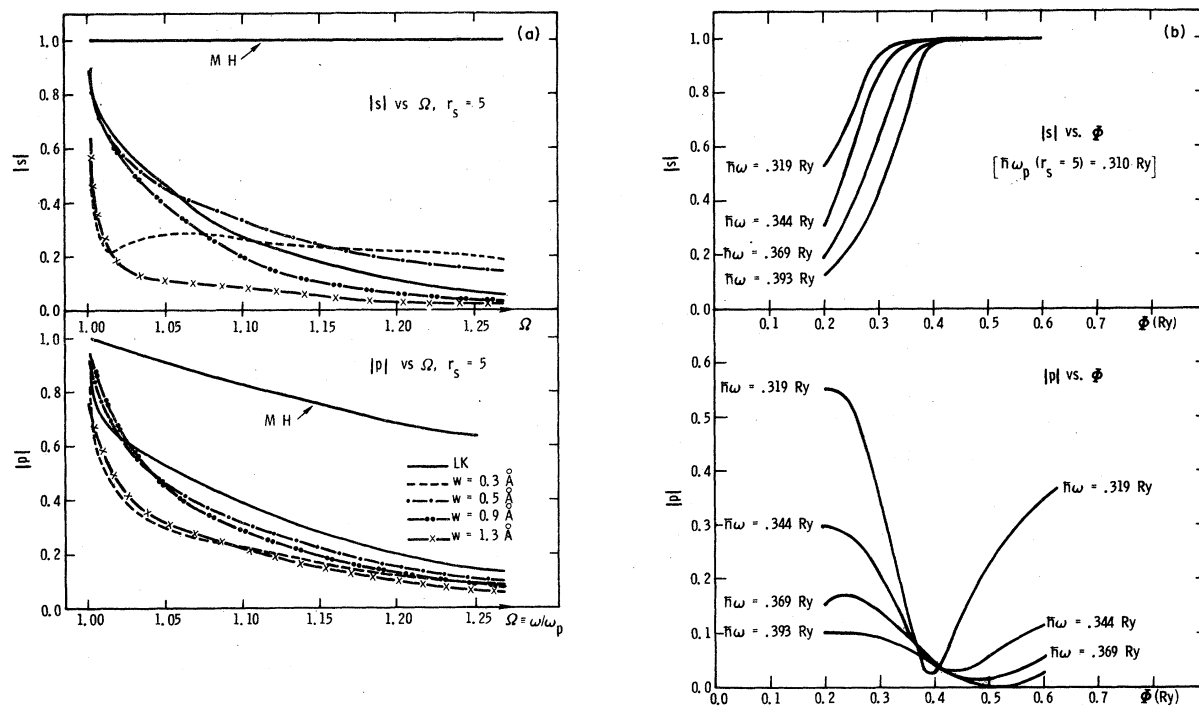 (a)
1.0
0.8
0.6
0.4
0.2
0.0
|s|
M H
|s| vs Ω, r_s = 5
1.00
1.05
1.10
1.15
1.20
1.25
Ω
1.0
0.8
0.6
0.4
0.2
0.0
|p|
|p| vs Ω, r_s = 5
M H
LK
w = 0.3 Å
w = 0.5 Å
w = 0.9 Å
w = 1.3 Å
1.00
1.05
1.10
1.15
1.20
1.25
Ω ≡ ω/ω_p
(b)
1.0
0.8
0.6
0.4
0.2
0.0
|s|
|s| vs. Φ
[ħω_p (r_s = 5) = .310 Ry]
ħω = .319 Ry
ħω = .344 Ry
ħω = .369 Ry
ħω = .393 Ry
0.1
0.2
0.3
0.4
0.5
0.6
0.7
Φ(Ry)
0.6
0.5
0.4
0.3
0.2
0.1
0.0
|p|
|p| vs. Φ
ħω = .319 Ry
ħω = .344 Ry
ħω = .369 Ry
ħω = .393 Ry
ħω = .319 Ry
ħω = .344 Ry
ħω = .369 Ry
0.1
0.2
0.3
0.4
0.5
0.6
0.7
Φ(Ry)